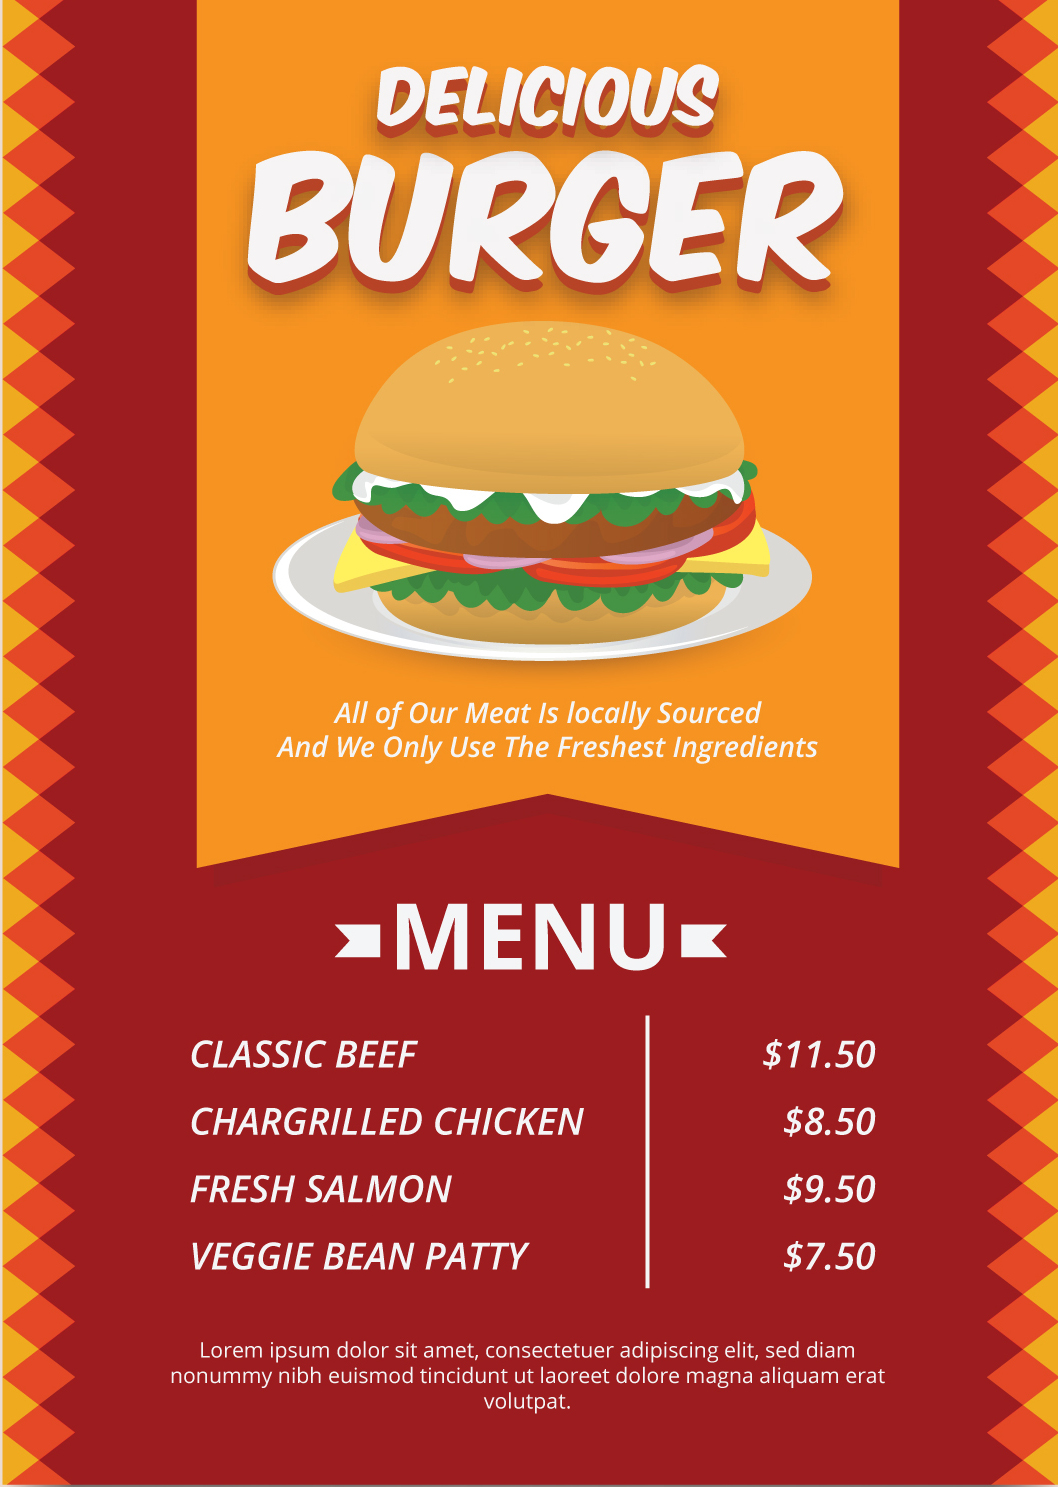 DELICIOUS
BURGER
All of Our Meat Is locally Sourced
And We Only Use The Freshest Ingredients
MENU
CLASSIC BEEF $11.50
CHARGRILLED CHICKEN $8.50
FRESH SALMON $9.50
VEGGIE BEAN PATTY $7.50
Lorem ipsum dolor sit amet, consectetuer adipiscing elit, sed diam
nonummy nibh euismod tincidunt ut laoreet dolore magna aliquam erat
volutpat.